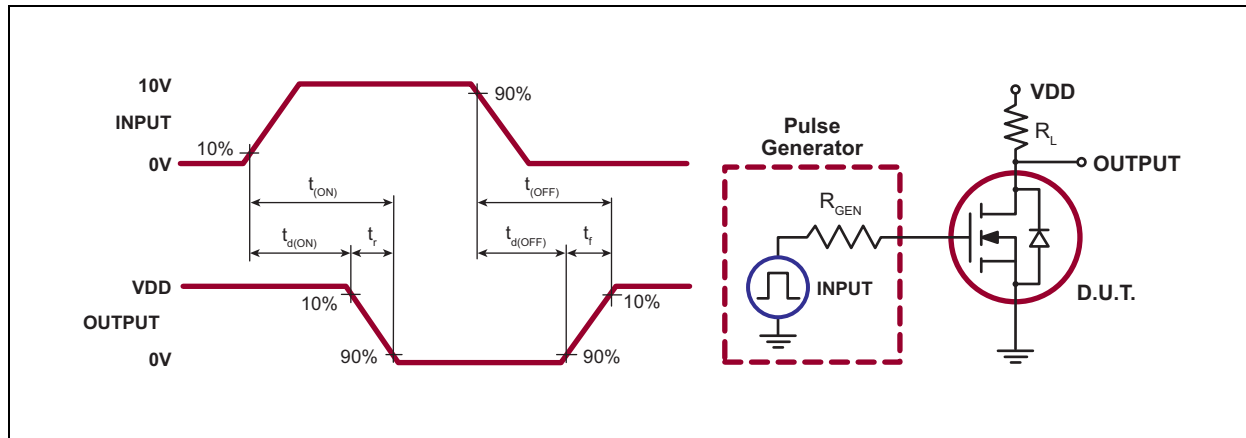 10V
INPUT
0V
10%
90%
t(ON)
t(OFF)
td(ON)
tr
td(OFF)
tf
VDD
OUTPUT
0V
10%
90%
90%
10%
Pulse
Generator
RGEN
INPUT
VDD
RL
OUTPUT
D.U.T.